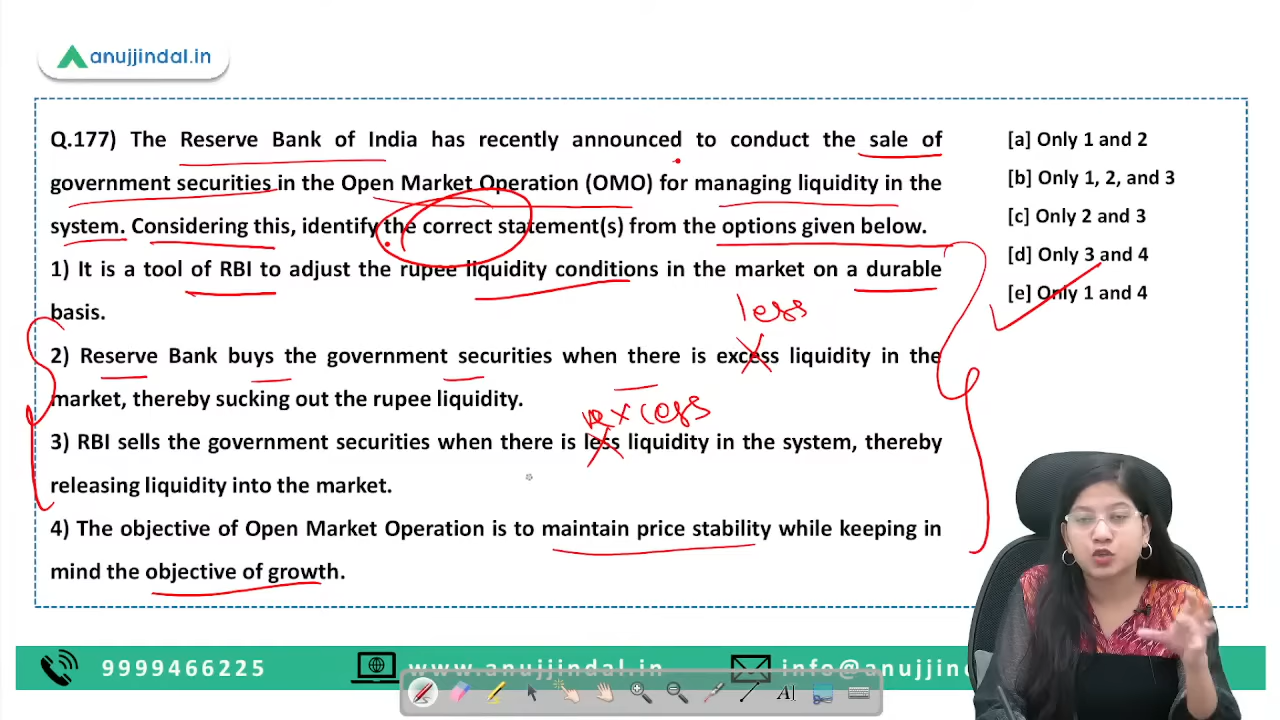 anujjindal.in
Q.177) The Reserve Bank of India has recently announced to conduct the sale of
government securities in the Open Market Operation (OMO) for managing liquidity in the
system. Considering this, identify the correct statement(s) from the options given below.
1) It is a tool of RBI to adjust the rupee liquidity conditions in the market on a durable
basis.
less
2) Reserve Bank buys the government securities when there is excess liquidity in the
market, thereby sucking out the rupee liquidity.
excess
3) RBI sells the government securities when there is less liquidity in the system, thereby
releasing liquidity into the market.
4) The objective of Open Market Operation is to maintain price stability while keeping in
mind the objective of growth.
[a] Only 1 and 2
[b] Only 1, 2, and 3
[c] Only 2 and 3
[d] Only 3 and 4
[e] Only 1 and 4
9999466225
www.anujjindal.in
info@anujjin